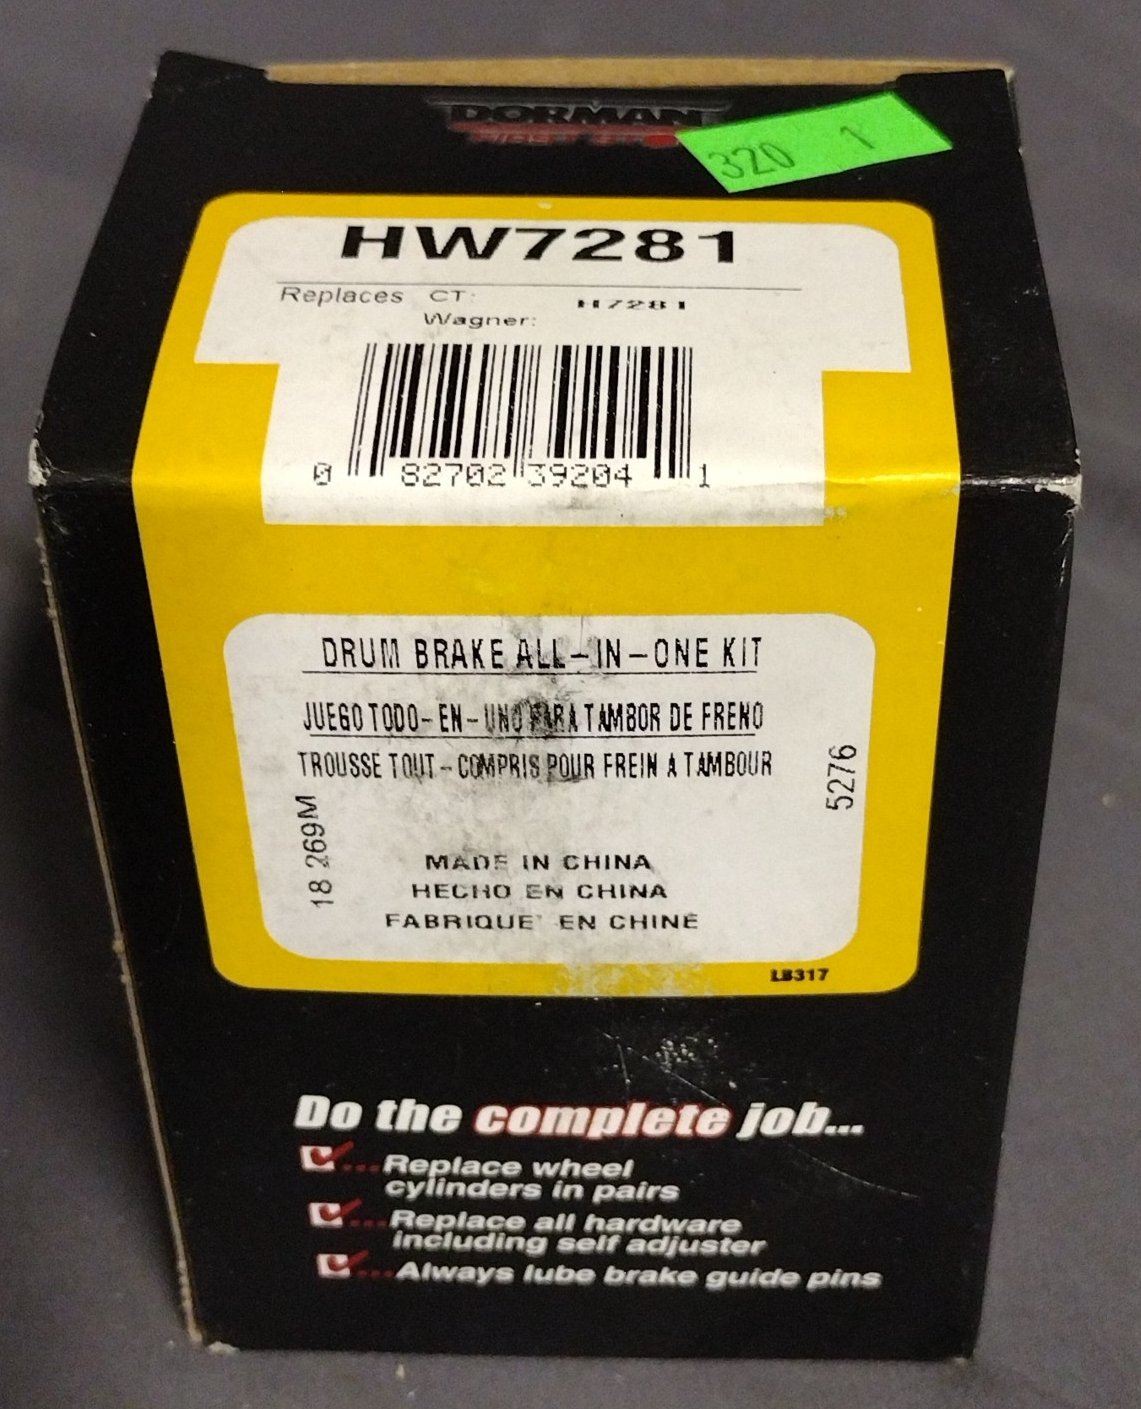 DORMAN
320 1
HW7281
Replaces CT: H7281
Wagner:
0 82702 39204 1
DRUM BRAKE ALL-IN-ONE KIT
JUEGO TODO-EN-UNO PARA TAMBOR DE FRENO
TROUSSE TOUT-COMPRIS POUR FREIN A TAMBOUR
5276
18 269M
MADE IN CHINA
HECHO EN CHINA
FABRIQUE' EN CHINE
LB317
Do the complete job...
...Replace wheel
cylinders in pairs
...Replace all hardware
including self adjuster
...Always lube brake guide pins